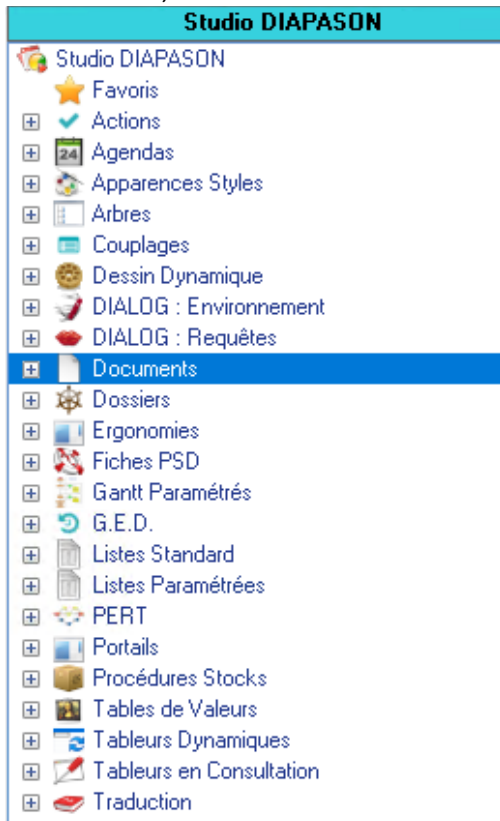 Studio DIAPASON
Studio DIAPASON
Favoris
Actions
24 Agendas
Apparences Styles
Arbres
Couplages
Dessin Dynamique
DIALOG : Environnement
DIALOG : Requêtes
Documents
Dossiers
Ergonomies
Fiches PSD
Gantt Paramétrés
G.E.D.
Listes Standard
Listes Paramétrées
PERT
Portails
Procédures Stocks
Tables de Valeurs
Tableurs Dynamiques
Tableurs en Consultation
Traduction